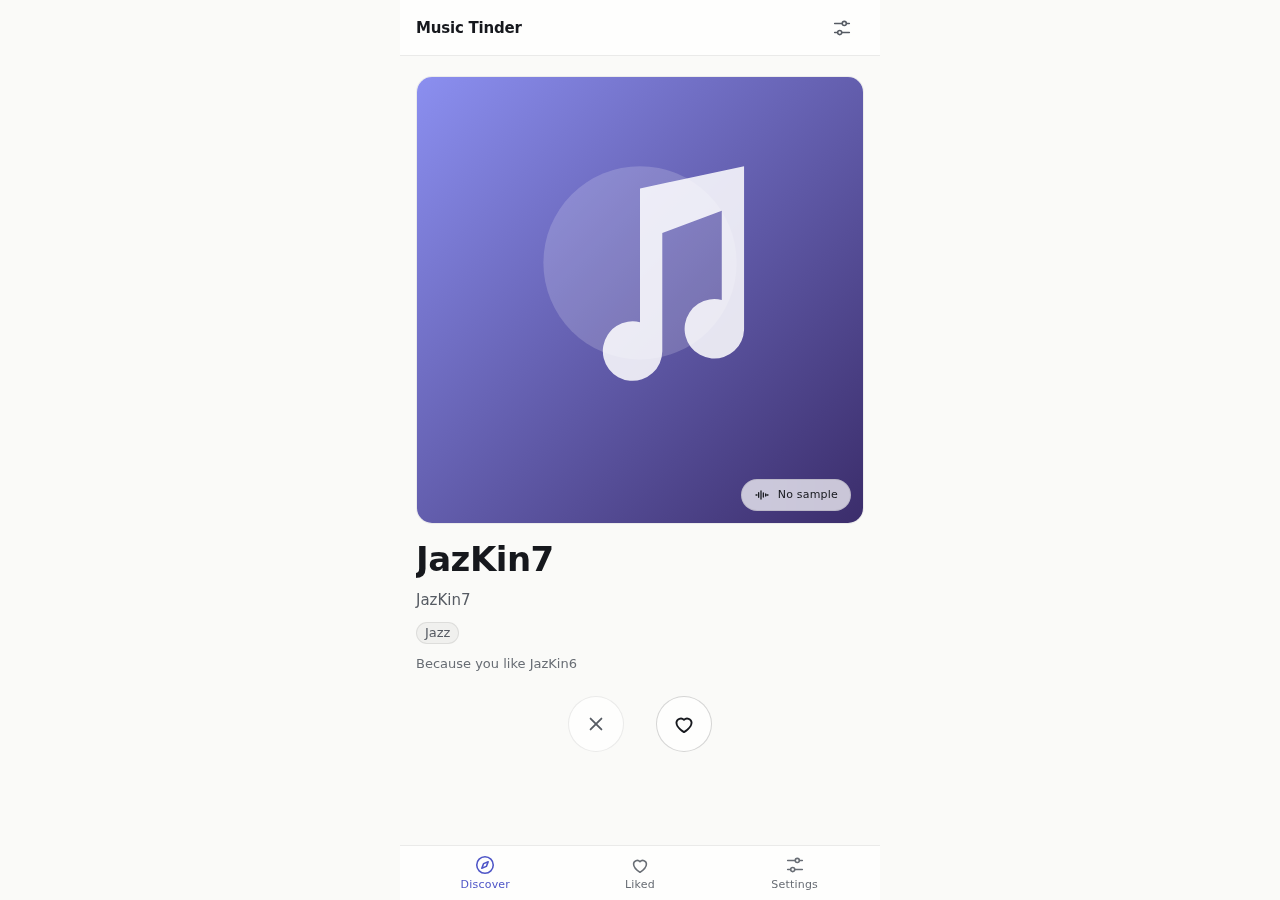 Music Tinder
No sample
JazKin7
JazKin7
Jazz
Because you like JazKin6
Discover
Liked
Settings